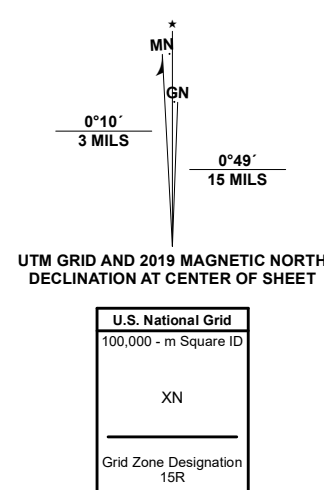 ★
MN
GN
0°10´
3 MILS
0°49´
15 MILS
UTM GRID AND 2019 MAGNETIC NORTH
DECLINATION AT CENTER OF SHEET
U.S. National Grid
100,000 - m Square ID
XN
Grid Zone Designation
15R